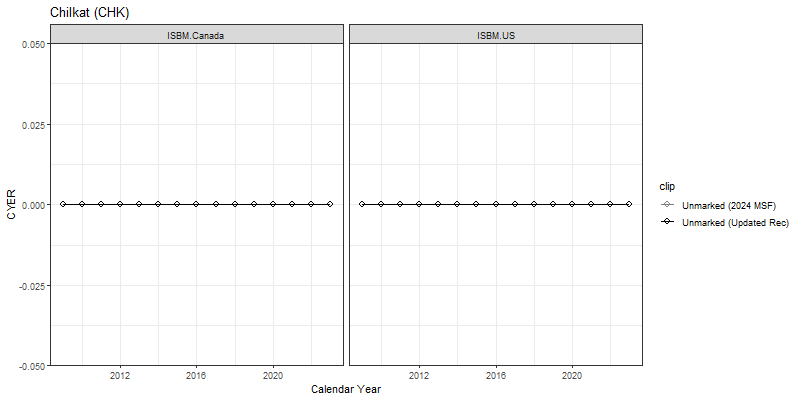 Chilkat (CHK)
ISBM.Canada
ISBM.US
0.050
0.025
0.000
-0.025
-0.050
CYER
2012
2016
2020
2012
2016
2020
Calendar Year
clip
Unmarked (2024 MSF)
Unmarked (Updated Rec)